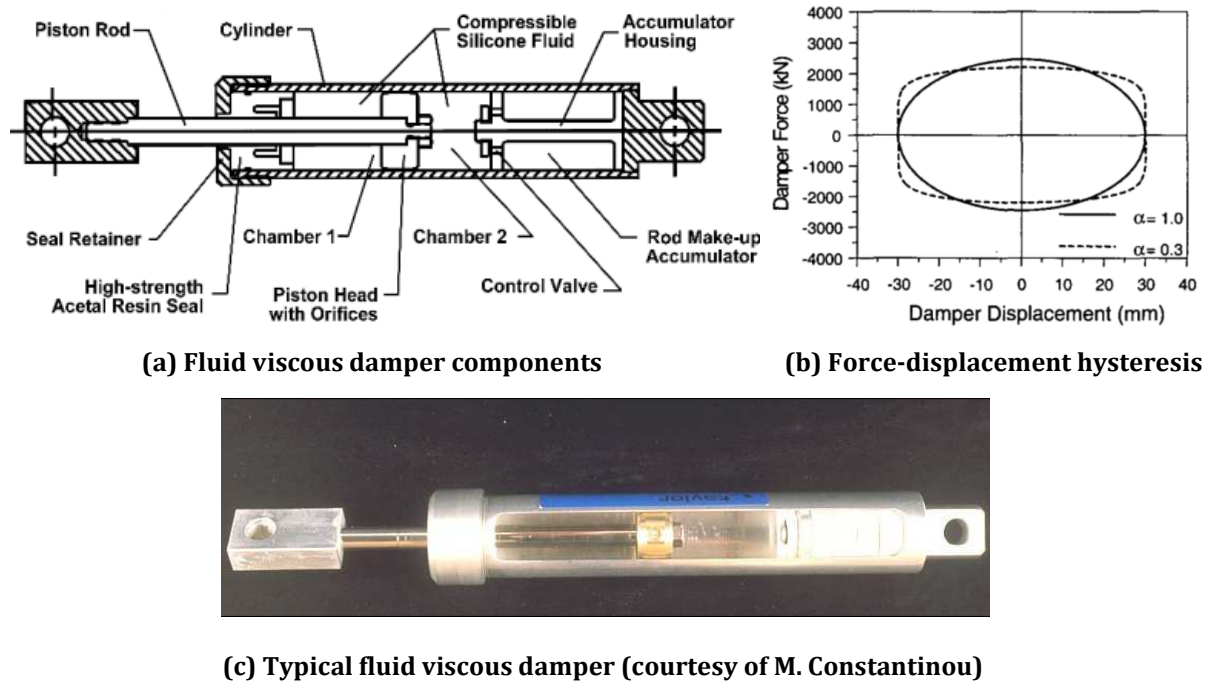 Piston Rod
Cylinder
Compressible
Silicone Fluid
Accumulator
Housing
Seal Retainer
Chamber 1
Chamber 2
Rod Make-up
Accumulator
High-strength
Acetal Resin Seal
Piston Head
with Orifices
Control Valve
4000
3000
2000
1000
0
-1000
-2000
-3000
-4000
Damper Force (kN)
α= 1.0
α= 0.3
-40 -30 -20 -10 0 10 20 30 40
Damper Displacement (mm)
(a) Fluid viscous damper components
(b) Force-displacement hysteresis
taylor
(c) Typical fluid viscous damper (courtesy of M. Constantinou)